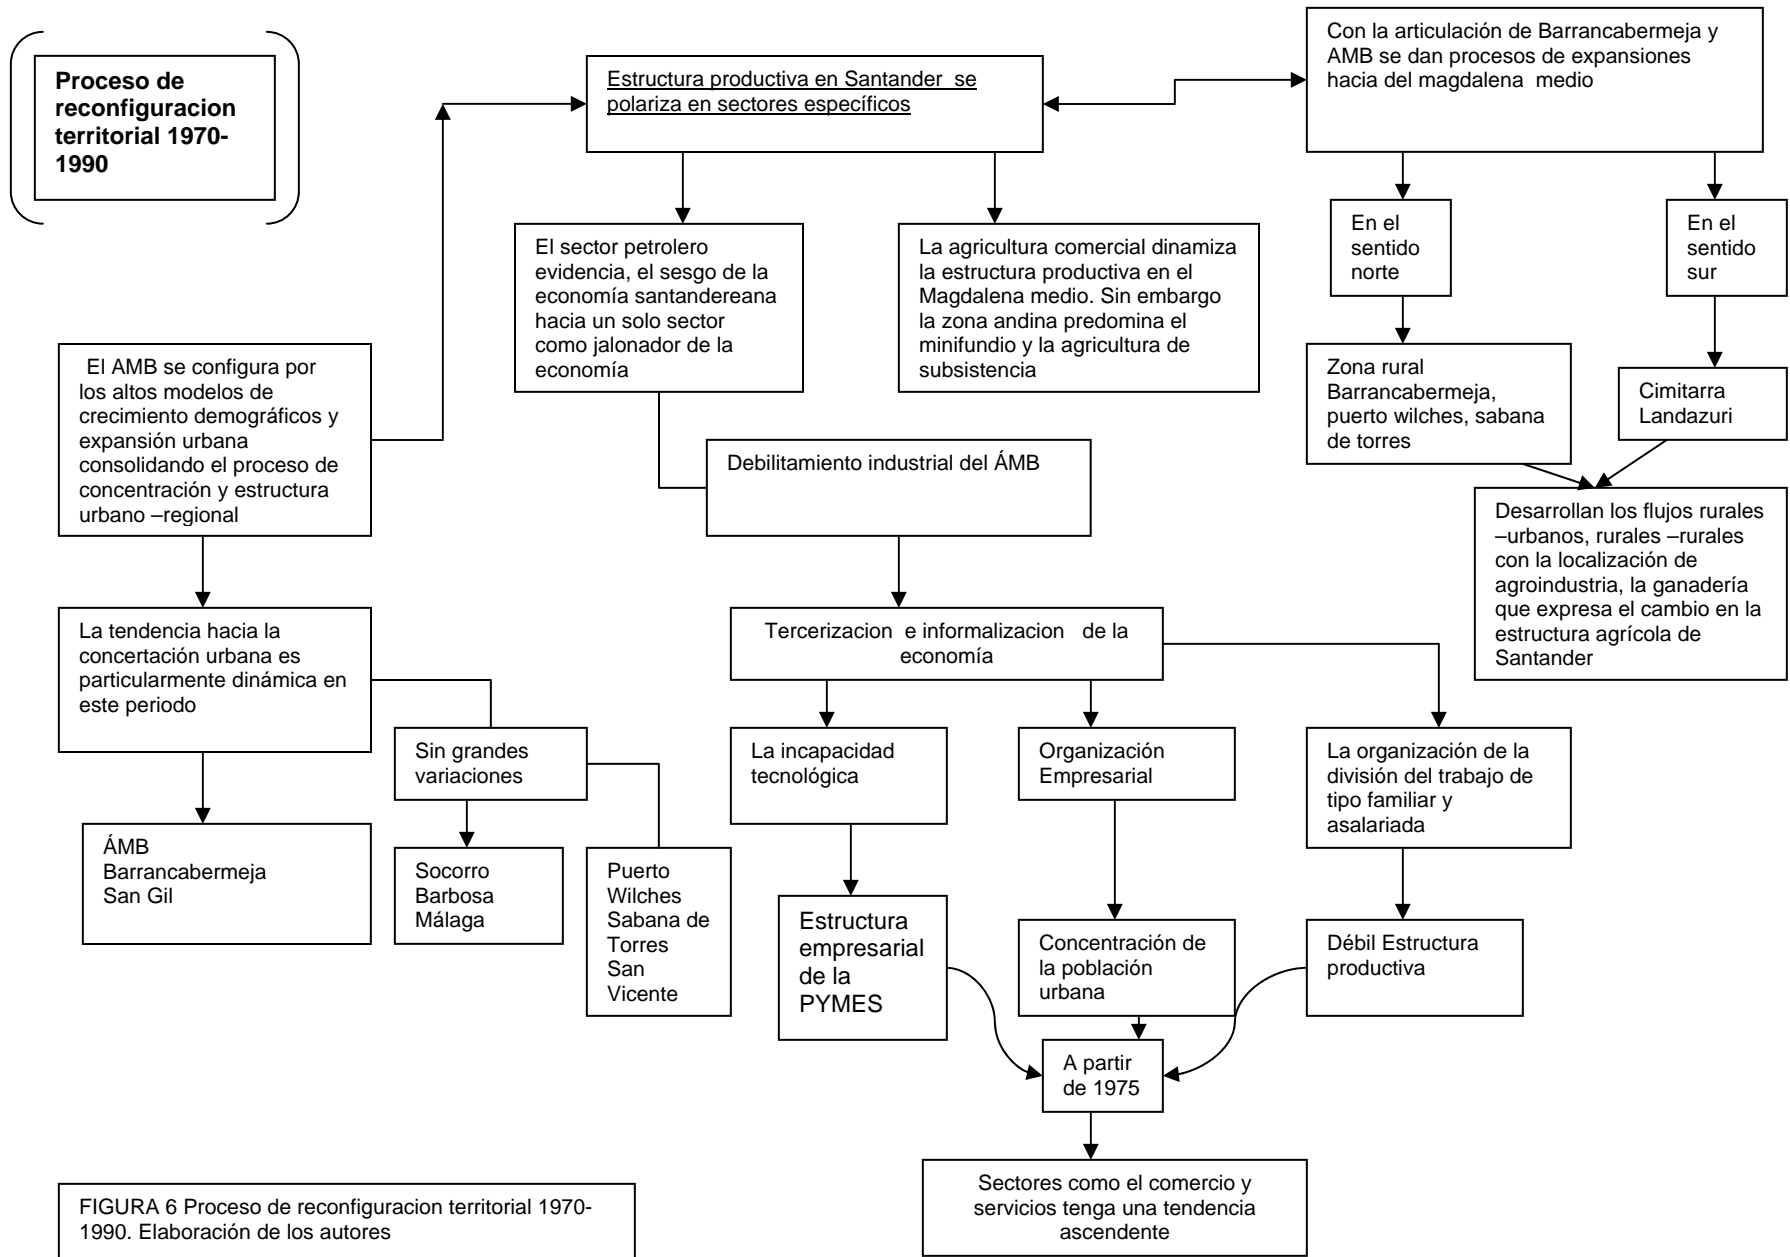 Proceso de
reconfiguracion
territorial 1970-
1990
Estructura productiva en Santander se
polariza en sectores específicos
Con la articulación de Barrancabermeja y
AMB se dan procesos de expansiones
hacia del magdalena medio
En el
sentido
norte
En el
sentido
sur
El sector petrolero
evidencia, el sesgo de la
economía santandereana
hacia un solo sector
como jalonador de la
economía
La agricultura comercial dinamiza
la estructura productiva en el
Magdalena medio. Sin embargo
la zona andina predomina el
minifundio y la agricultura de
subsistencia
El AMB se configura por
los altos modelos de
crecimiento demográficos y
expansión urbana
consolidando el proceso de
concentración y estructura
urbano –regional
Zona rural
Barrancabermeja,
puerto wilches, sabana
de torres
Cimitarra
Landazuri
Debilitamiento industrial del ÁMB
Desarrollan los flujos rurales
–urbanos, rurales –rurales
con la localización de
agroindustria, la ganadería
que expresa el cambio en la
estructura agrícola de
Santander
La tendencia hacia la
concertación urbana es
particularmente dinámica en
este periodo
Tercerizacion e informalizacion de la
economía
Sin grandes
variaciones
La incapacidad
tecnológica
Organización
Empresarial
La organización de la
división del trabajo de
tipo familiar y
asalariada
ÁMB
Barrancabermeja
San Gil
Socorro
Barbosa
Málaga
Puerto
Wilches
Sabana de
Torres
San
Vicente
Estructura
empresarial
de la
PYMES
Concentración de
la población
urbana
Débil Estructura
productiva
A partir
de 1975
Sectores como el comercio y
servicios tenga una tendencia
ascendente
FIGURA 6 Proceso de reconfiguracion territorial 1970-
1990. Elaboración de los autores